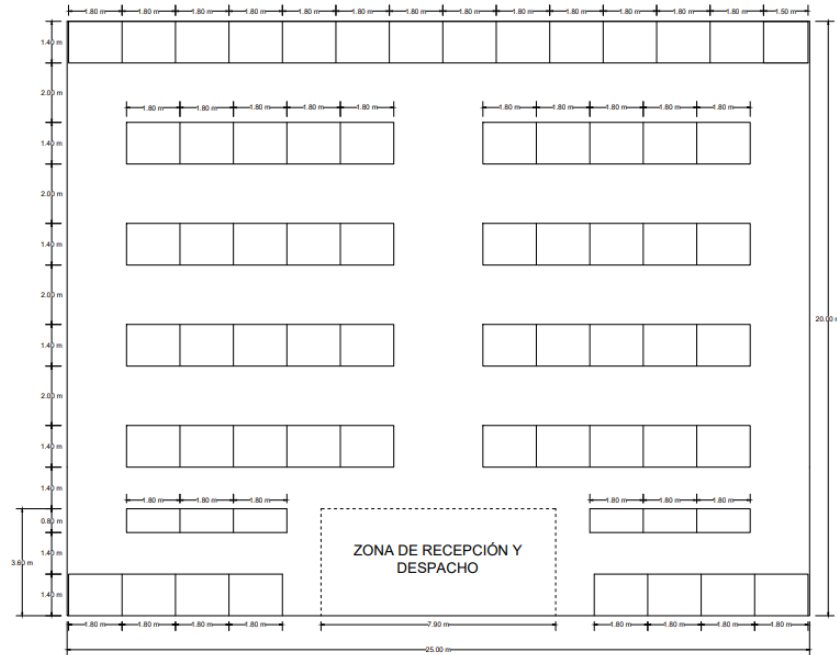 1.80 m 1.80 m 1.80 m 1.80 m 1.80 m 1.80 m 1.80 m 1.80 m 1.80 m 1.80 m 1.80 m 1.80 m 1.80 m 1.50 m
1.40 m
2.00 m
1.80 m 1.80 m 1.80 m 1.80 m 1.80 m 1.80 m 1.80 m 1.80 m 1.80 m 1.80 m
1.40 m
2.00 m
1.40 m
2.00 m
20.00 m
1.40 m
2.00 m
1.40 m
1.40 m
1.80 m 1.80 m 1.80 m 1.80 m 1.80 m 1.80 m
0.80 m
ZONA DE RECEPCIÓN Y
DESPACHO
1.40 m
3.60 m
1.40 m
1.80 m 1.80 m 1.80 m 1.80 m 7.90 m 1.80 m 1.80 m 1.80 m 1.80 m
25.00 m